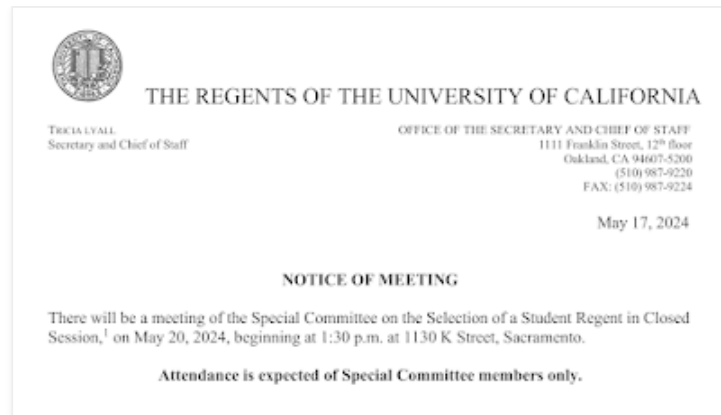 THE REGENTS OF THE UNIVERSITY OF CALIFORNIA
TRICIA LYALL
Secretary and Chief of Staff
OFFICE OF THE SECRETARY AND CHIEF OF STAFF
1111 Franklin Street, 12th floor
Oakland, CA 94607-5200
(510) 987-9220
FAX: (510) 987-9224
May 17, 2024
NOTICE OF MEETING
There will be a meeting of the Special Committee on the Selection of a Student Regent in Closed
Session,1 on May 20, 2024, beginning at 1:30 p.m. at 1130 K Street, Sacramento.
Attendance is expected of Special Committee members only.